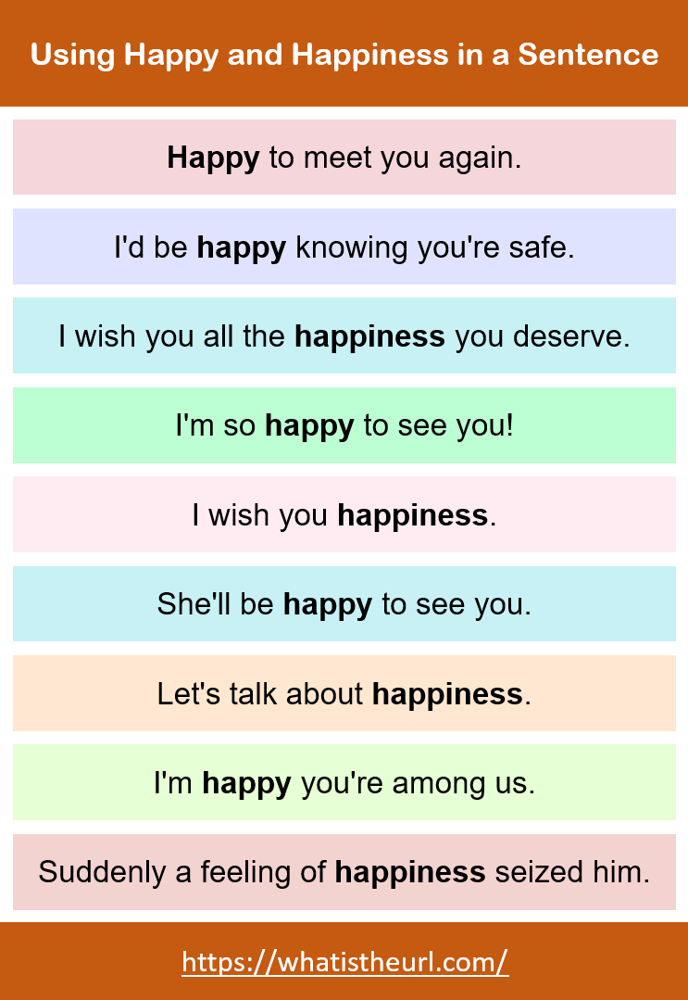 Using Happy and Happiness in a Sentence
Happy to meet you again.
I'd be happy knowing you're safe.
I wish you all the happiness you deserve.
I'm so happy to see you!
I wish you happiness.
She'll be happy to see you.
Let's talk about happiness.
I'm happy you're among us.
Suddenly a feeling of happiness seized him.
https://whatistheurl.com/